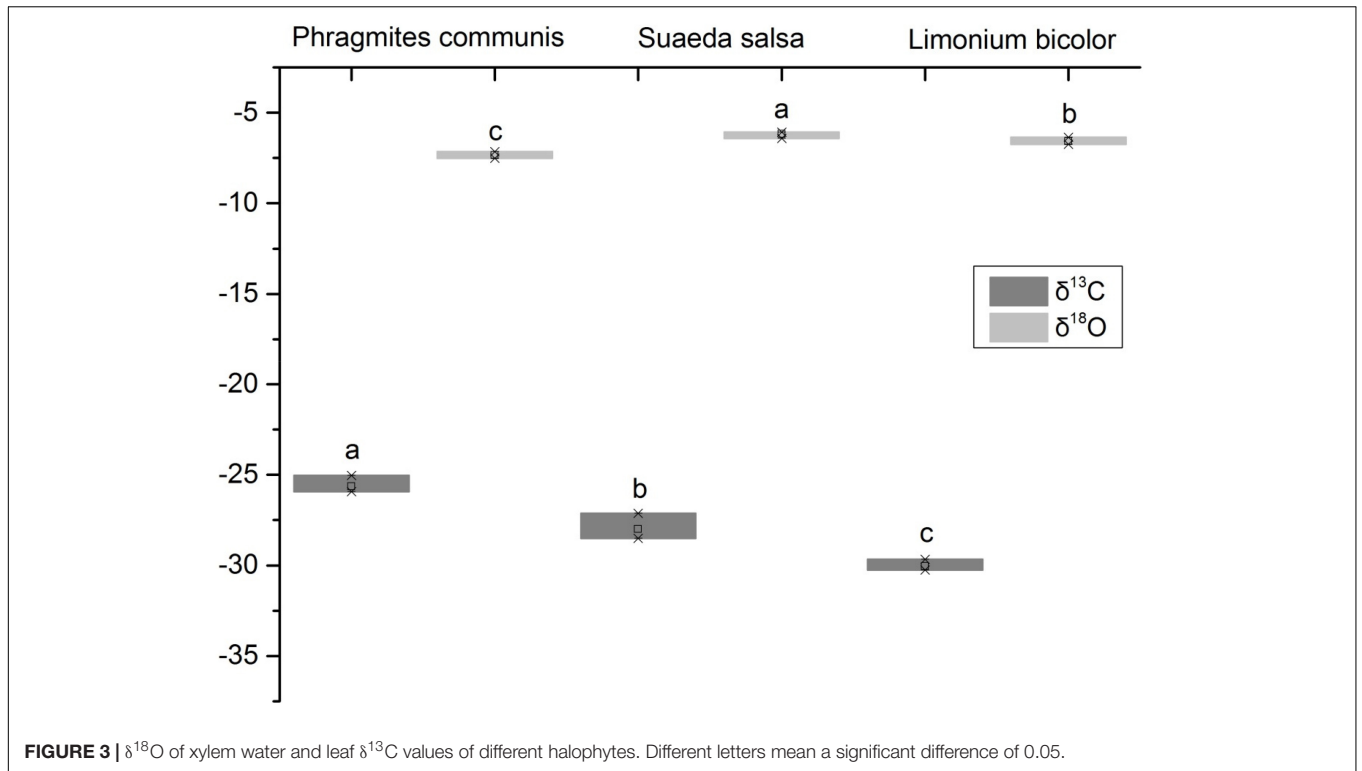 Phragmites communis Suaeda salsa Limonium bicolor
-5
-10
-15
-20
-25
-30
-35
c
a
b
a
b
c
δ¹³C
δ¹⁸O
FIGURE 3 | δ¹⁸O of xylem water and leaf δ¹³C values of different halophytes. Different letters mean a significant difference of 0.05.